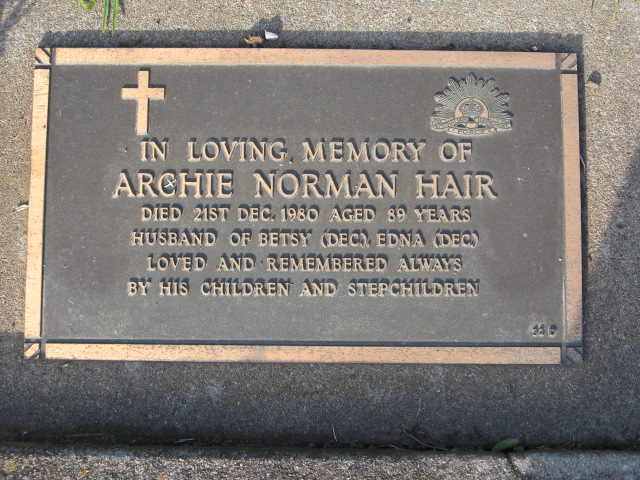 IN LOVING MEMORY OF
ARCHIE NORMAN HAIR
DIED 21ST DEC. 1980 AGED 89 YEARS
HUSBAND OF BETSY (DEC), EDNA (DEC)
LOVED AND REMEMBERED ALWAYS
BY HIS CHILDREN AND STEPCHILDREN